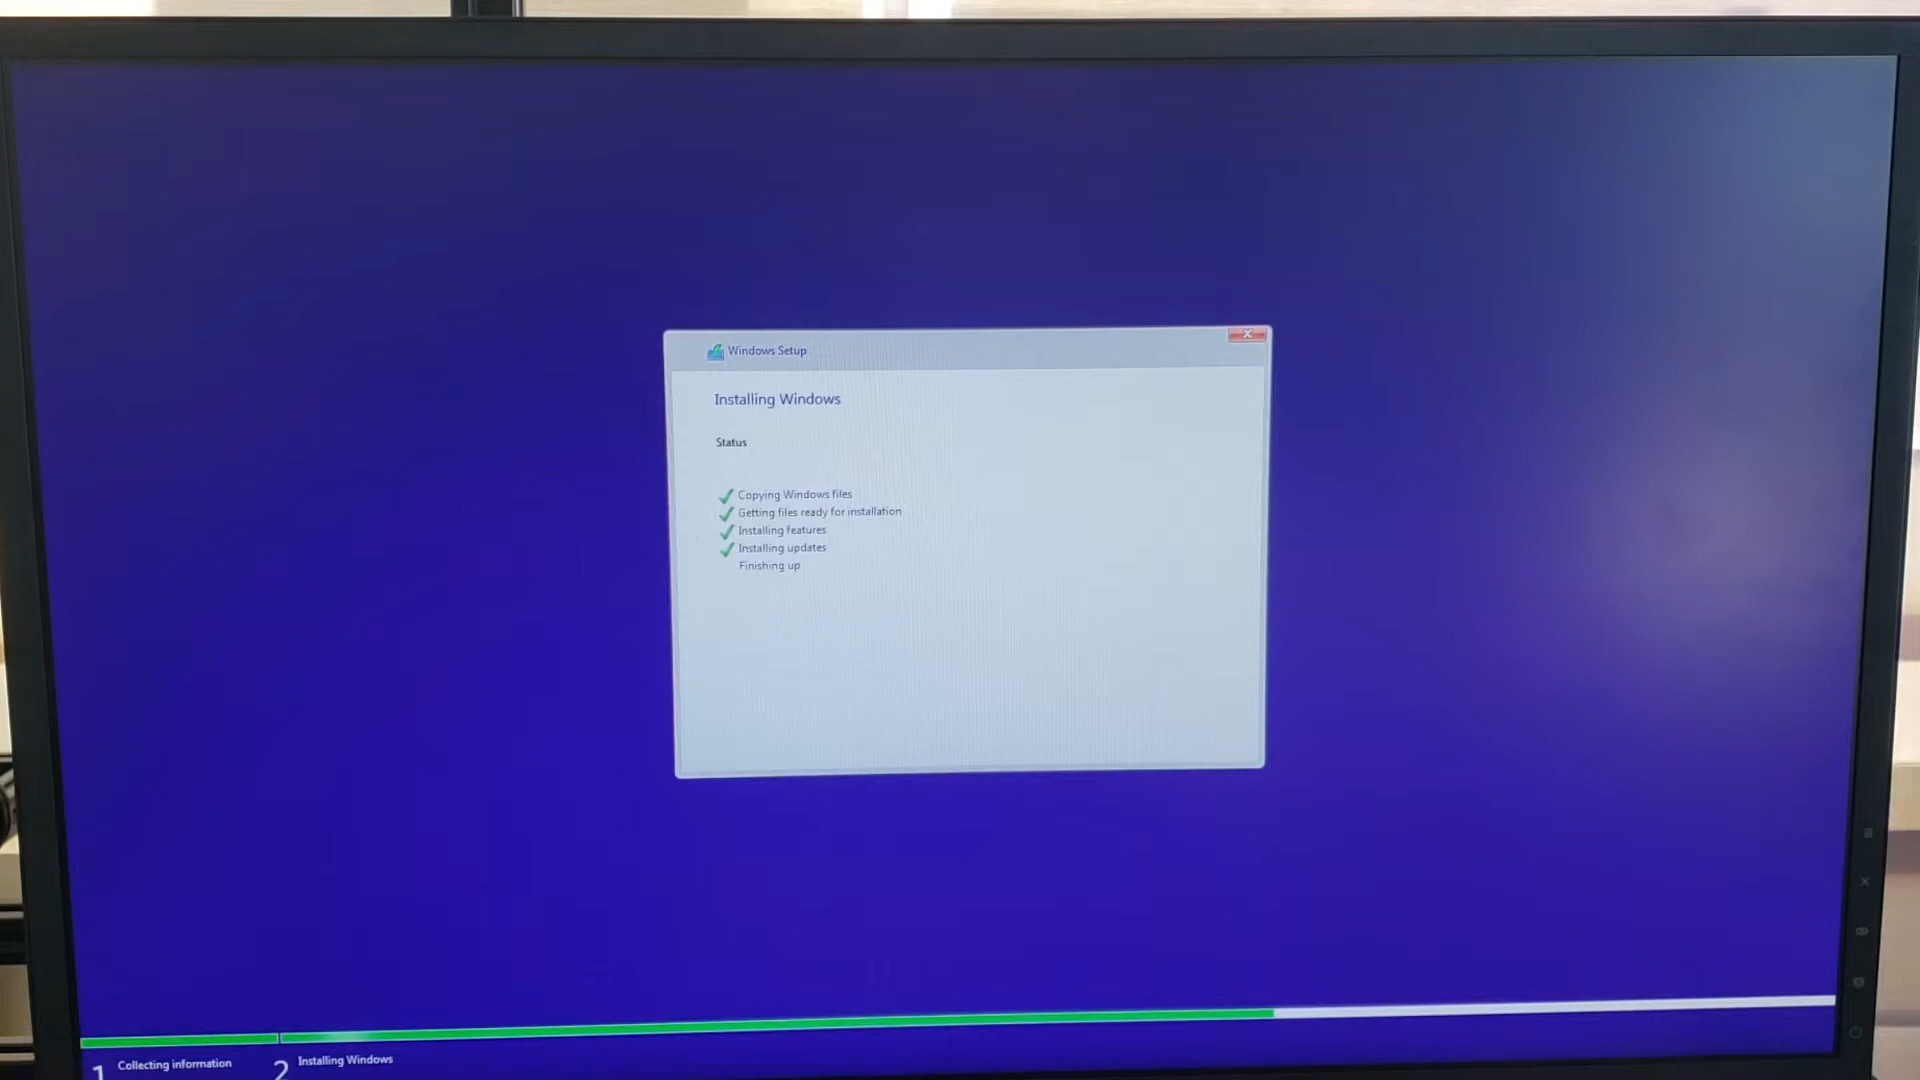 Windows Setup
Installing Windows
Status
Copying Windows files
Getting files ready for installation
Installing features
Installing updates
Finishing up
1 Collecting information
2 Installing Windows